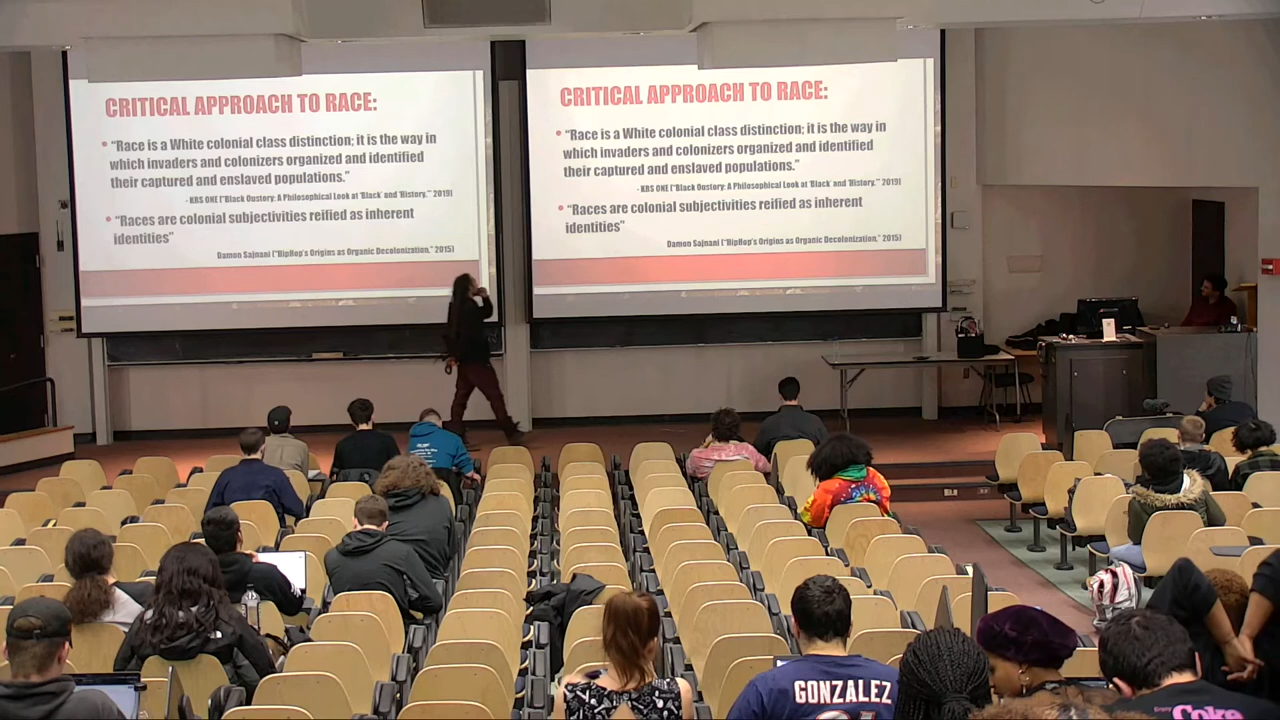 CRITICAL APPROACH TO RACE:
• "Race is a White colonial class distinction; it is the way in
which invaders and colonizers organized and identified
their captured and enslaved populations."
- KRS ONE ("Black Oustory: A Philosophical Look at 'Black' and 'History,'" 2019)
• "Races are colonial subjectivities reified as inherent
identities"
Damon Sajnani ("HipHop's Origins as Organic Decolonization," 2015)
CRITICAL APPROACH TO RACE:
• "Race is a White colonial class distinction; it is the way in
which invaders and colonizers organized and identified
their captured and enslaved populations."
- KRS ONE ("Black Oustory: A Philosophical Look at 'Black' and 'History,'" 2019)
• "Races are colonial subjectivities reified as inherent
identities"
Damon Sajnani ("HipHop's Origins as Organic Decolonization," 2015)
GONZALEZ
Enjoy
Coke